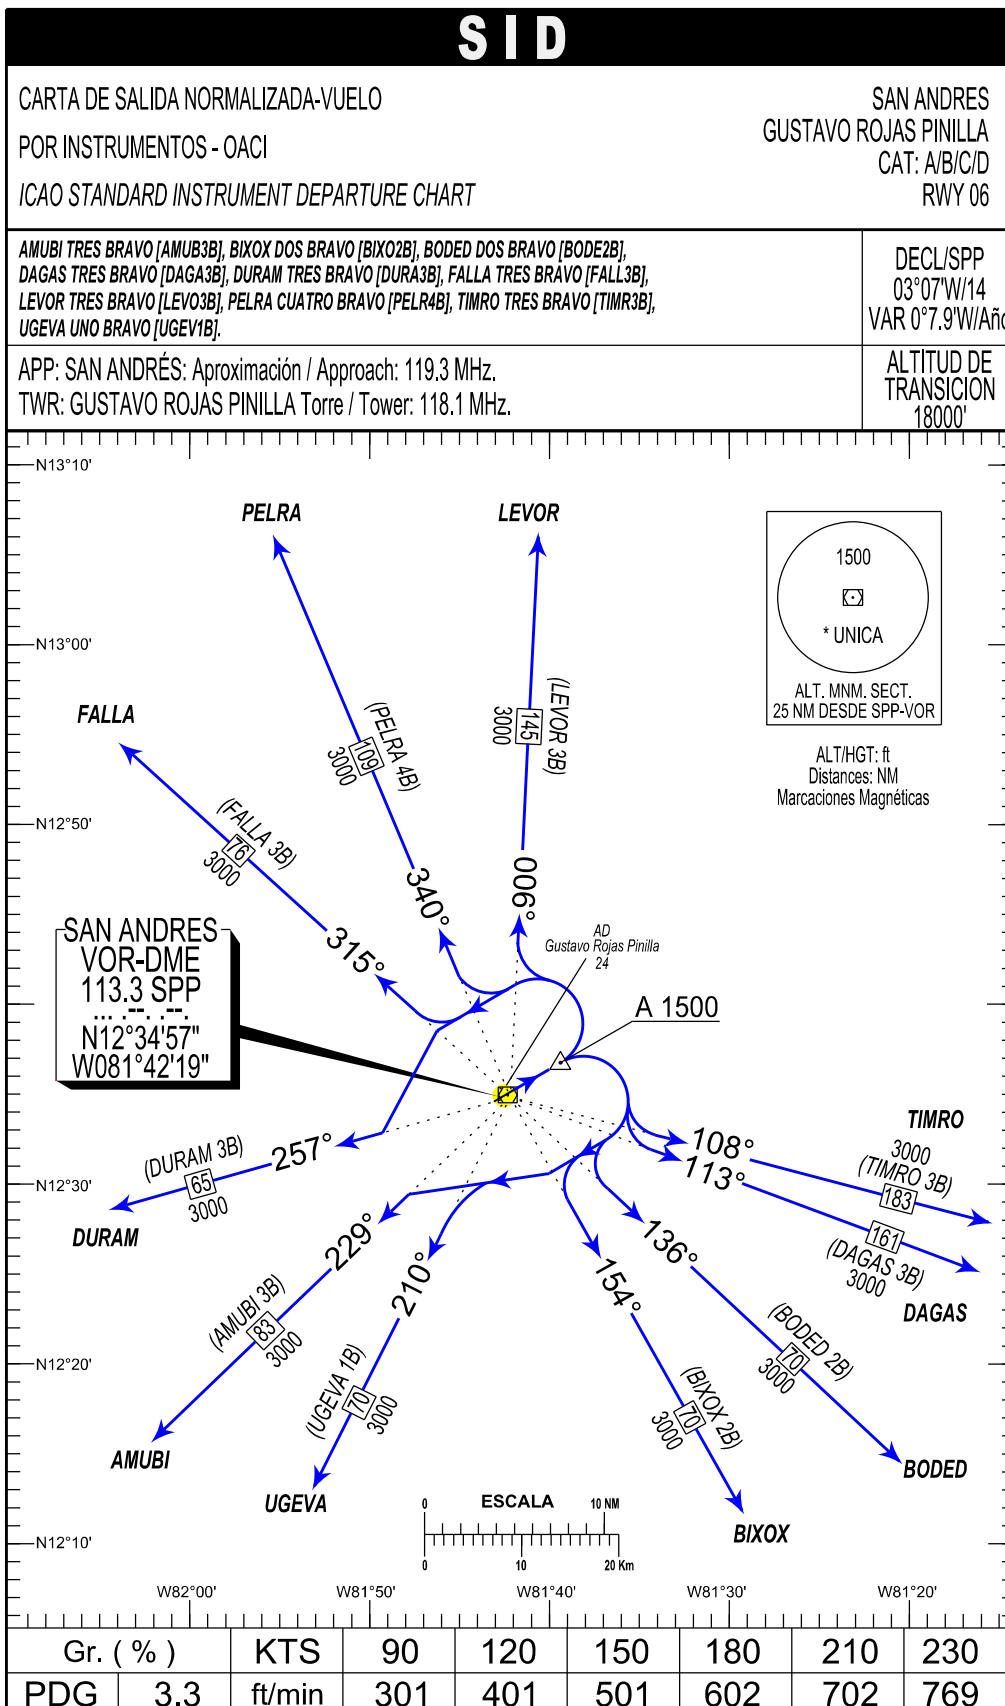 SID
CARTA DE SALIDA NORMALIZADA-VUELO
POR INSTRUMENTOS - OACI
ICAO STANDARD INSTRUMENT DEPARTURE CHART
SAN ANDRES
GUSTAVO ROJAS PINILLA
CAT: A/B/C/D
RWY 06
AMUBI TRES BRAVO [AMUB3B], BIXOX DOS BRAVO [BIXO2B], BODED DOS BRAVO [BODE2B],
DAGAS TRES BRAVO [DAGA3B], DURAM TRES BRAVO [DURA3B], FALLA TRES BRAVO [FALL3B],
LEVOR TRES BRAVO [LEVO3B], PELRA CUATRO BRAVO [PELR4B], TIMRO TRES BRAVO [TIMR3B],
UGEVA UNO BRAVO [UGEV1B].
DECL/SPP
03°07'W/14
VAR 0°7.9'W/Año
APP: SAN ANDRÉS: Aproximación / Approach: 119.3 MHz.
TWR: GUSTAVO ROJAS PINILLA Torre / Tower: 118.1 MHz.
ALTITUD DE
TRANSICION
18000'
N13°10'
PELRA
LEVOR
1500
* UNICA
ALT. MNM. SECT.
25 NM DESDE SPP-VOR
ALT/HGT: ft
Distances: NM
Marcaciones Magnéticas
N13°00'
FALLA
(PELRA 4B)
109
3000
(LEVOR 3B)
145
3000
N12°50'
(FALLA 3B)
76
3000
340°
006°
315°
AD
Gustavo Rojas Pinilla
24
SAN ANDRES
VOR-DME
113.3 SPP
... .--. .--.
N12°34'57"
W081°42'19"
A 1500
TIMRO
108°
3000
(TIMRO 3B)
183
113°
161
(DAGAS 3B)
3000
DAGAS
257°
(DURAM 3B)
65
3000
N12°30'
DURAM
229°
210°
154°
136°
(AMUBI 3B)
83
3000
(UGEVA 1B)
70
3000
(BIXOX 2B)
70
3000
(BODED 2B)
70
3000
N12°20'
AMUBI
UGEVA
BIXOX
BODED
0 ESCALA 10 NM
0 10 20 Km
N12°10'
W82°00' W81°50' W81°40' W81°30' W81°20'
Gr. ( % ) KTS 90 120 150 180 210 230
PDG 3.3 ft/min 301 401 501 602 702 769